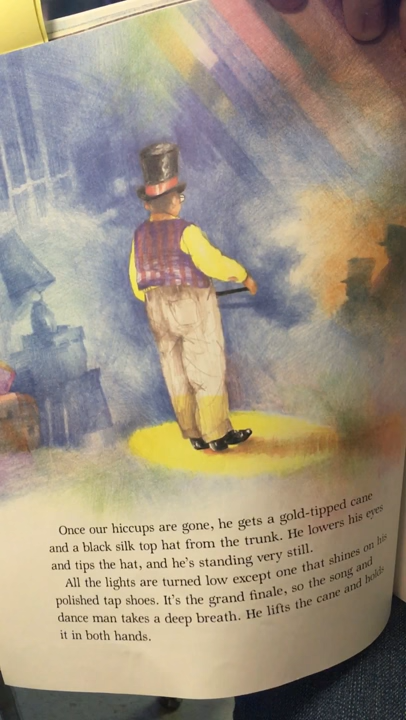 Once our hiccups are gone, he gets a gold-tipped cane
and a black silk top hat from the trunk. He lowers his eyes
and tips the hat, and he's standing very still.
All the lights are turned low except one that shines on his
polished tap shoes. It's the grand finale, so the song and
dance man takes a deep breath. He lifts the cane and holds
it in both hands.